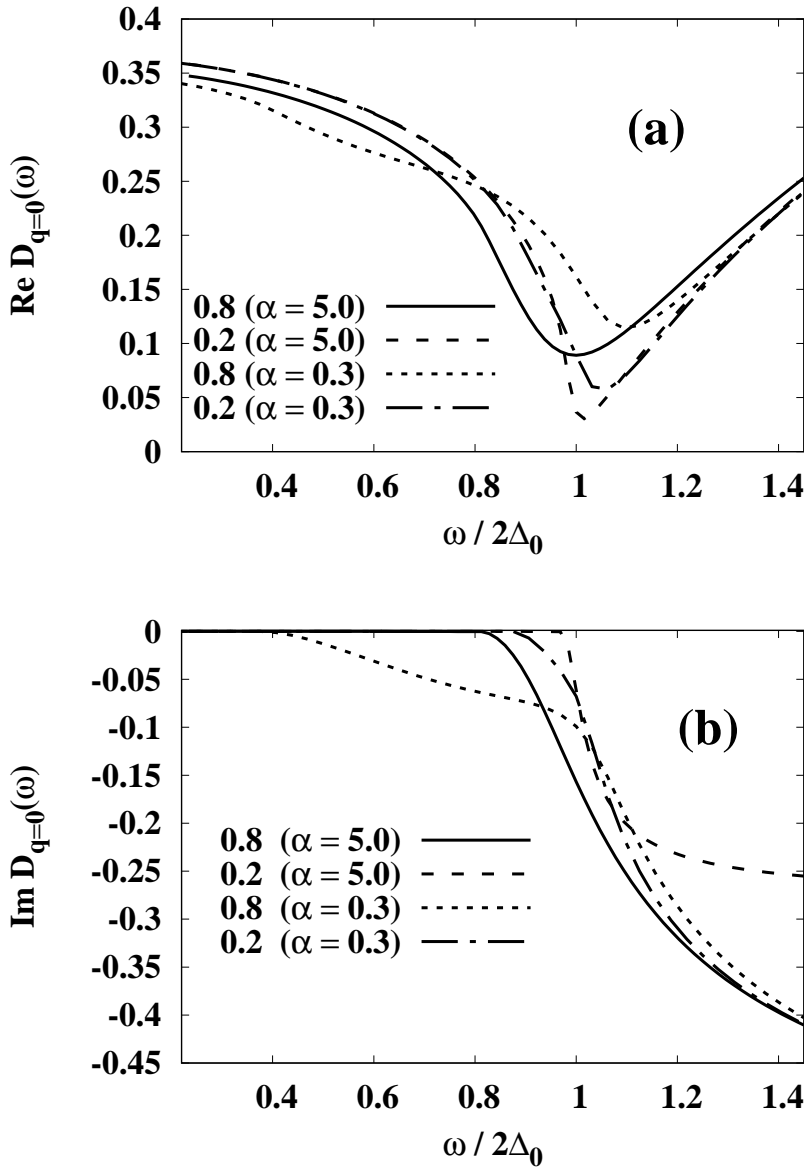 0.4
0.35
0.3
0.25
0.2
0.15
0.1
0.05
0
Re D_{q=0}(ω)
(a)
0.8 (α = 5.0)
0.2 (α = 5.0)
0.8 (α = 0.3)
0.2 (α = 0.3)
0.4 0.6 0.8 1 1.2 1.4
ω / 2Δ₀
0
-0.05
-0.1
-0.15
-0.2
-0.25
-0.3
-0.35
-0.4
-0.45
Im D_{q=0}(ω)
(b)
0.8 (α = 5.0)
0.2 (α = 5.0)
0.8 (α = 0.3)
0.2 (α = 0.3)
0.4 0.6 0.8 1 1.2 1.4
ω / 2Δ₀